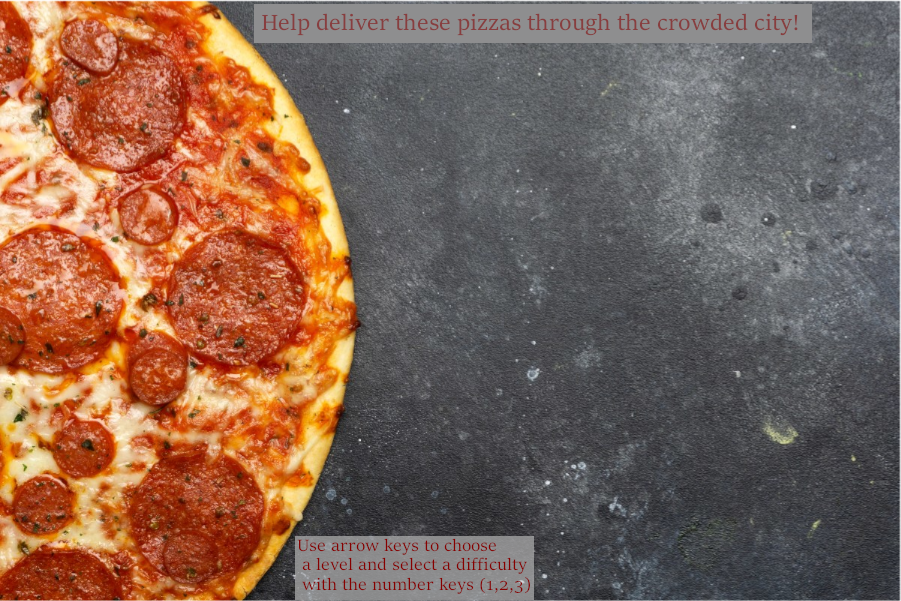 Help deliver these pizzas through the crowded city!
Use arrow keys to choose
a level and select a difficulty
with the number keys (1,2,3)